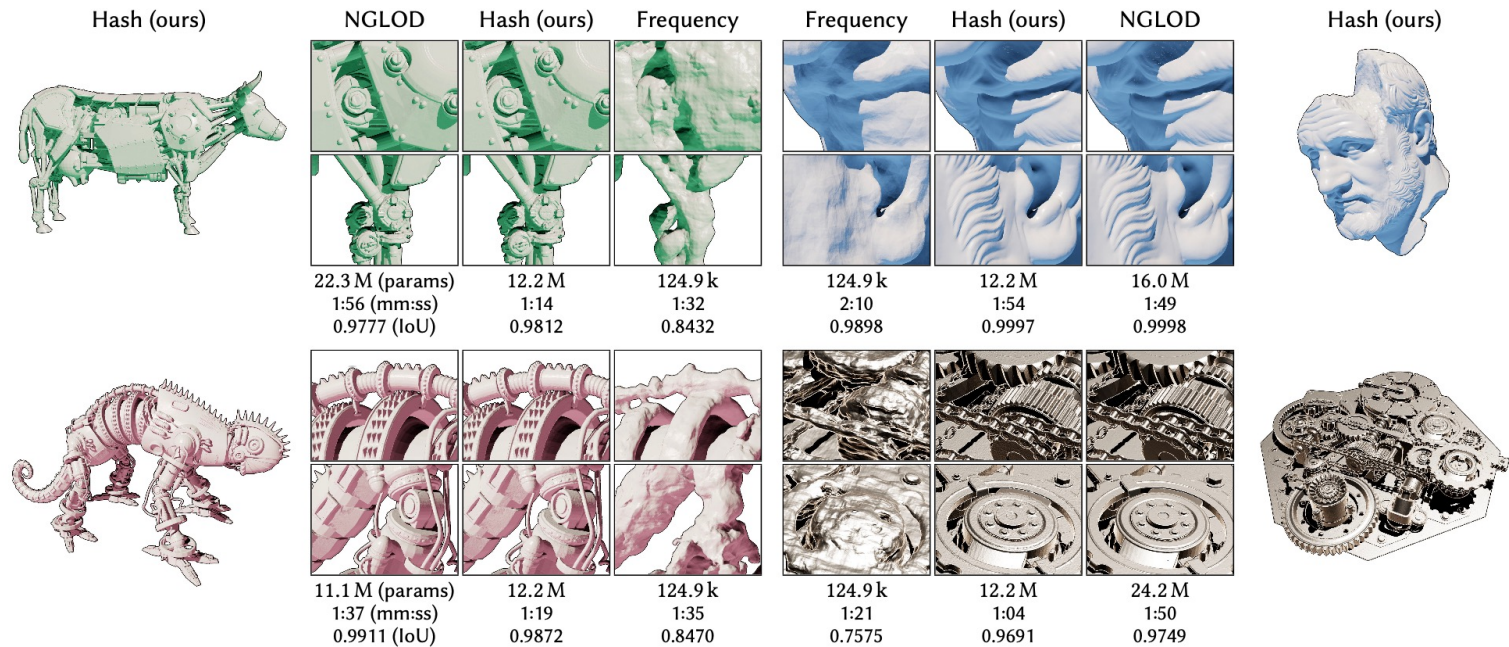 Hash (ours) NGLOD Hash (ours) Frequency Frequency Hash (ours) NGLOD Hash (ours)
22.3 M (params) 12.2 M 124.9 k 124.9 k 12.2 M 16.0 M
1:56 (mm:ss) 1:14 1:32 2:10 1:54 1:49
0.9777 (IoU) 0.9812 0.8432 0.9898 0.9997 0.9998
11.1 M (params) 12.2 M 124.9 k 124.9 k 12.2 M 24.2 M
1:37 (mm:ss) 1:19 1:35 1:21 1:04 1:50
0.9911 (IoU) 0.9872 0.8470 0.7575 0.9691 0.9749